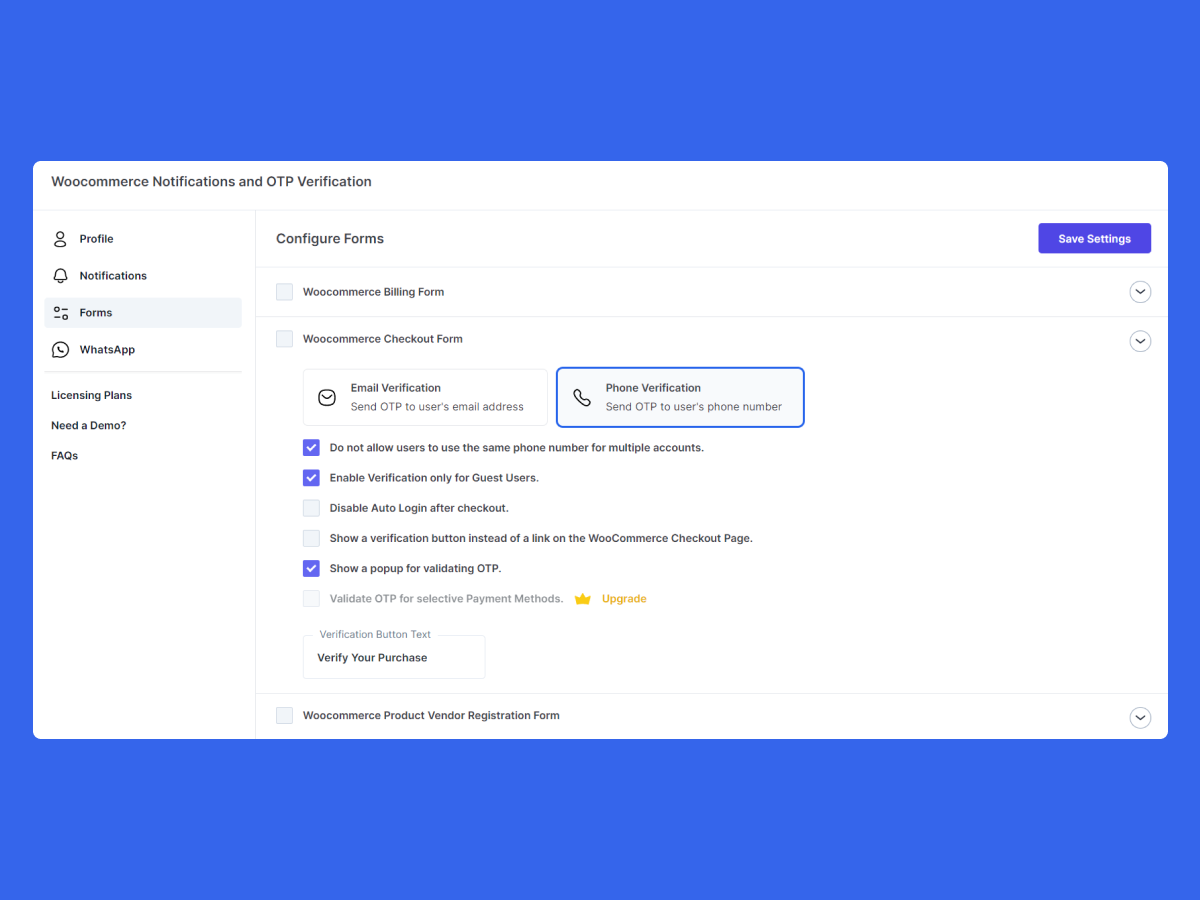 Woocommerce Notifications and OTP Verification
Profile
Notifications
Forms
WhatsApp
Licensing Plans
Need a Demo?
FAQs
Configure Forms
Save Settings
Woocommerce Billing Form
Woocommerce Checkout Form
Email Verification
Send OTP to user's email address
Phone Verification
Send OTP to user's phone number
Do not allow users to use the same phone number for multiple accounts.
Enable Verification only for Guest Users.
Disable Auto Login after checkout.
Show a verification button instead of a link on the WooCommerce Checkout Page.
Show a popup for validating OTP.
Validate OTP for selective Payment Methods. Upgrade
Verification Button Text
Verify Your Purchase
Woocommerce Product Vendor Registration Form